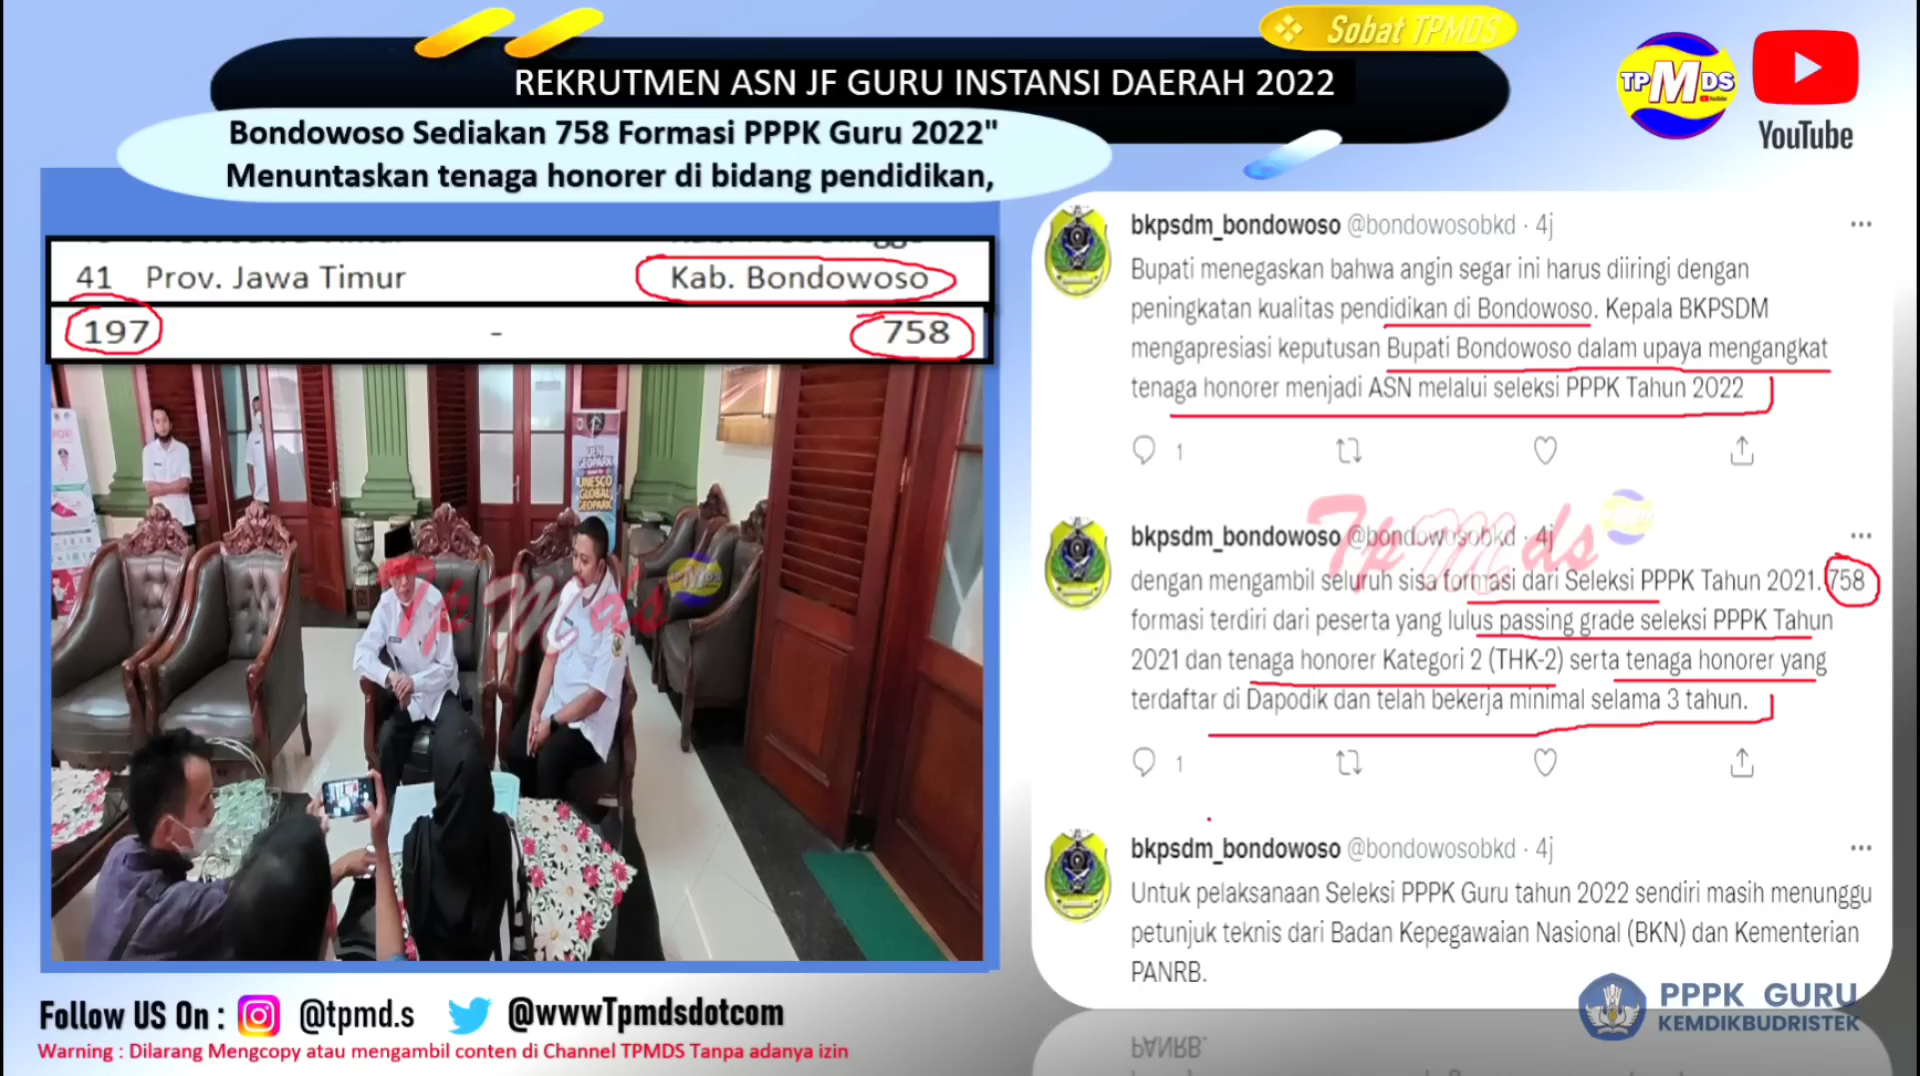 Sobat TPMDS
REKRUTMEN ASN JF GURU INSTANSI DAERAH 2022
TPMDS
YouTube
Bondowoso Sediakan 758 Formasi PPPK Guru 2022"
Menuntaskan tenaga honorer di bidang pendidikan,
41 Prov. Jawa Timur Kab. Bondowoso
197 - 758
UNESCO
GLOBAL
GEOPARK
TpMds
bkpsdm_bondowoso @bondowosobkd · 4j
Bupati menegaskan bahwa angin segar ini harus diiringi dengan
peningkatan kualitas pendidikan di Bondowoso. Kepala BKPSDM
mengapresiasi keputusan Bupati Bondowoso dalam upaya mengangkat
tenaga honorer menjadi ASN melalui seleksi PPPK Tahun 2022
1
TpMds
bkpsdm_bondowoso @bondowosobkd · 4j
dengan mengambil seluruh sisa formasi dari Seleksi PPPK Tahun 2021. 758
formasi terdiri dari peserta yang lulus passing grade seleksi PPPK Tahun
2021 dan tenaga honorer Kategori 2 (THK-2) serta tenaga honorer yang
terdaftar di Dapodik dan telah bekerja minimal selama 3 tahun.
1
bkpsdm_bondowoso @bondowosobkd · 4j
Untuk pelaksanaan Seleksi PPPK Guru tahun 2022 sendiri masih menunggu
petunjuk teknis dari Badan Kepegawaian Nasional (BKN) dan Kementerian
PANRB.
PPPK GURU
KEMDIKBUDRISTEK
PANRB.
Follow US On : @tpmd.s @wwwTpmdsdotcom
Warning : Dilarang Mengcopy atau mengambil conten di Channel TPMDS Tanpa adanya izin